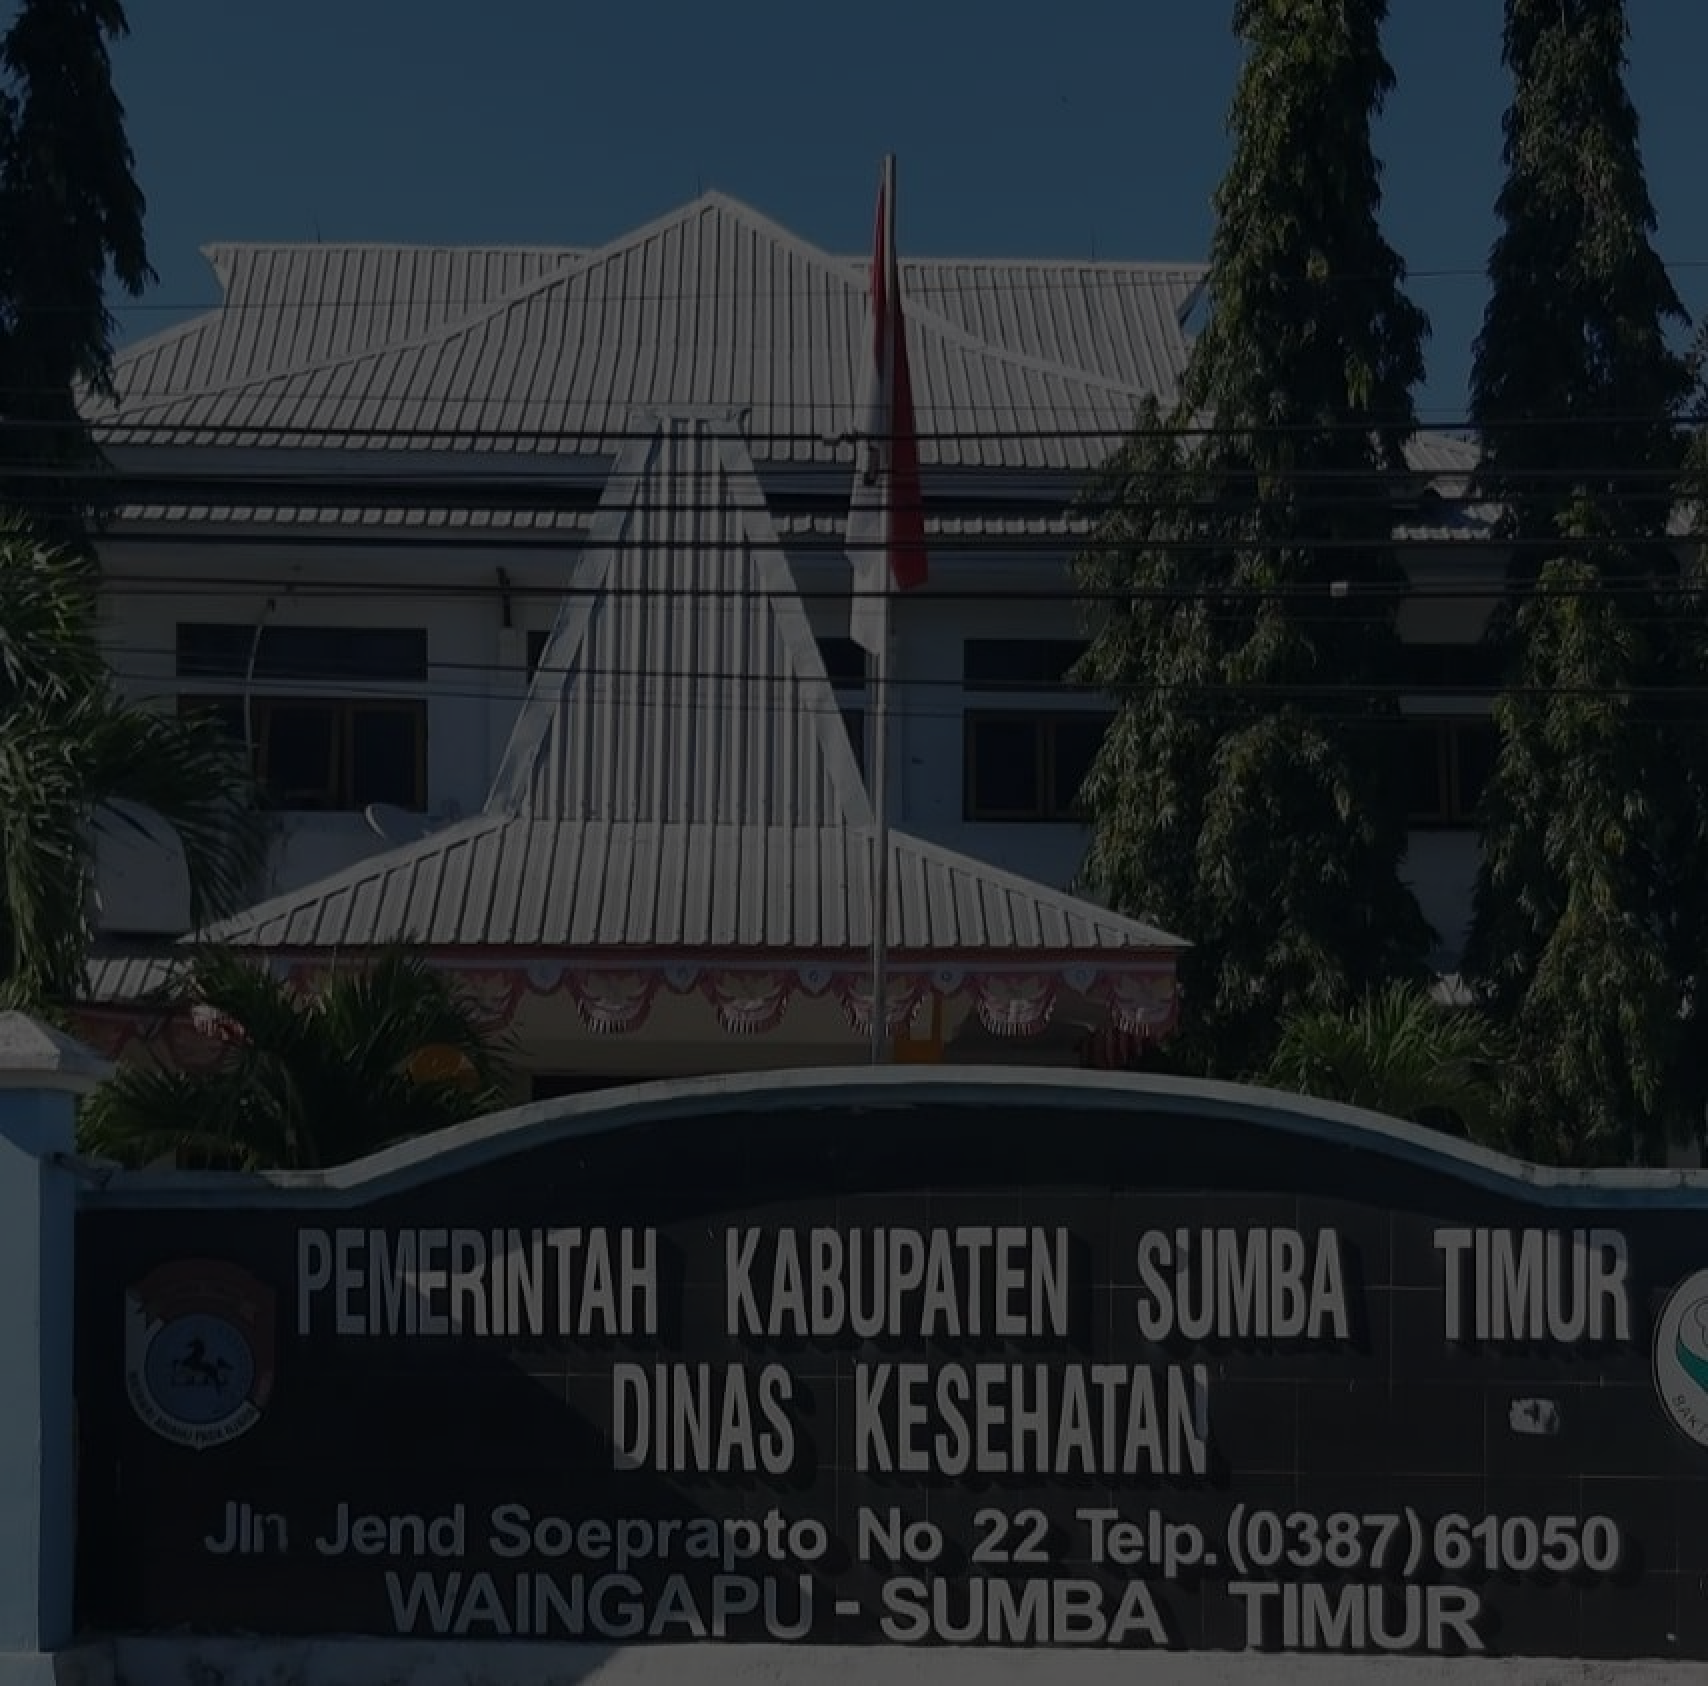 PEMERINTAH KABUPATEN SUMBA TIMUR
DINAS KESEHATAN
Jln Jend Soeprapto No 22 Telp. (0387) 61050
WAINGAPU - SUMBA TIMUR